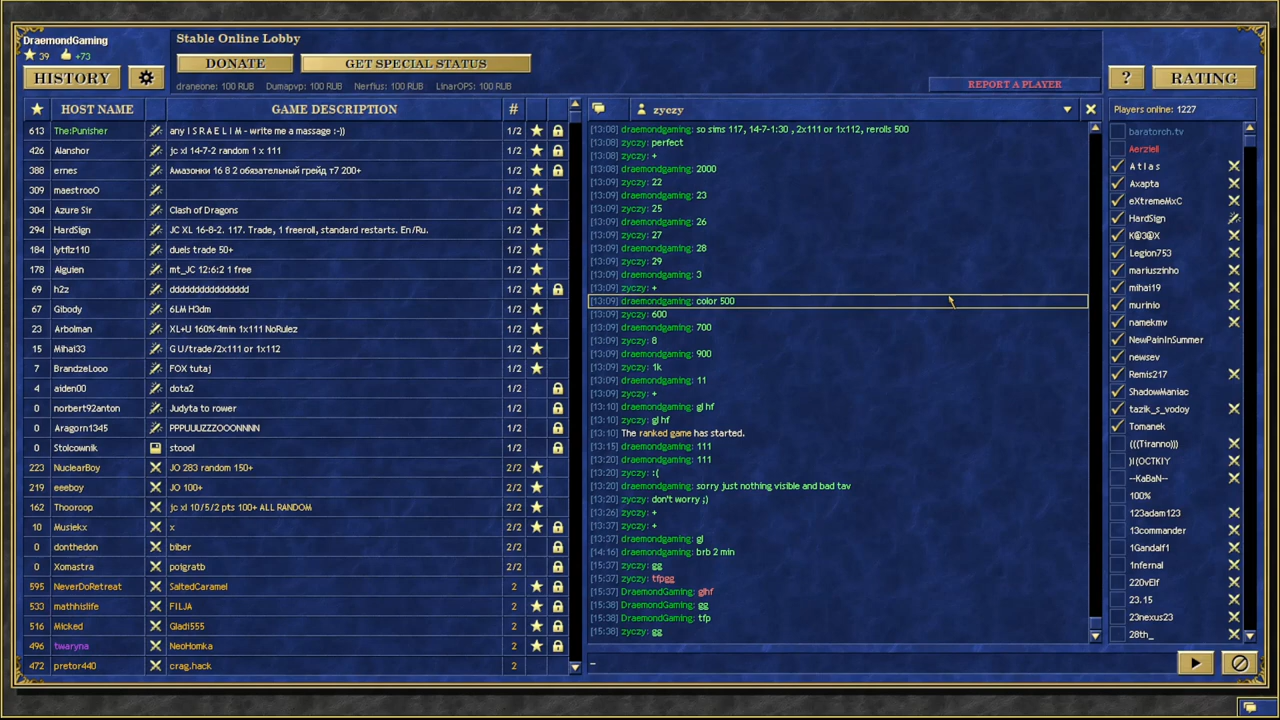 DraemondGaming
39 +73
HISTORY
Stable Online Lobby
DONATE
GET SPECIAL STATUS
draneone: 100 RUB Dumapvp: 100 RUB Nerfius: 100 RUB LinarOPS: 100 RUB
REPORT A PLAYER
?
RATING
HOST NAME GAME DESCRIPTION #
613 The:Punisher any I S R A E L I M - write me a massage :-)) 1/2
426 Alanshor jc xl 14-7-2 random 1 x 111 1/2
388 ernes Амазонки 16 8 2 обязательный грейд т7 200+ 1/2
309 maestrooO 1/2
304 Azure Sir Clash of Dragons 1/2
294 HardSign JC XL 16-8-2. 117. Trade, 1 freeroll, standard restarts. En/Ru. 1/2
184 lytflz110 duels trade 50+ 1/2
178 Alguien mt_JC 12:6:2 1 free 1/2
69 h2z ddddddddddddddd 1/2
67 Gibody 6LM H3dm 1/2
23 Arbolman XL+U 160% 4min 1x111 NoRulez 1/2
15 Mihai33 G U/trade/2x111 or 1x112 1/2
7 BrandzeLooo FOX tutaj 1/2
4 aiden00 dota2 1/2
0 norbert92anton Judyta to rower 1/2
0 Aragorn1345 PPPUUUZZZOOONNNN 1/2
0 Stolcownik stoool 1/2
223 NuclearBoy JO 283 random 150+ 2/2
219 eeeboy JO 100+ 2/2
162 Thooroop jc xl 10/5/2 pts 100+ ALL RANDOM 2/2
10 Musiekx x 2/2
0 donthedon biber 2/2
0 Xomastra poigratb 2/2
595 NeverDoRetreat SaltedCaramel 2
533 mathhislife FILJA 2
516 Micked Gladi555 2
496 twaryna NeoHomka 2
472 pretor440 crag.hack 2
zyczy
[13:08] draemondgaming: so sims 117, 14-7-1:30 , 2x111 or 1x112, rerolls 500
[13:08] zyczy: perfect
[13:08] zyczy: +
[13:08] draemondgaming: 2000
[13:09] zyczy: 22
[13:09] draemondgaming: 23
[13:09] zyczy: 25
[13:09] draemondgaming: 26
[13:09] zyczy: 27
[13:09] draemondgaming: 28
[13:09] zyczy: 29
[13:09] draemondgaming: 3
[13:09] zyczy: +
[13:09] draemondgaming: color 500
[13:09] zyczy: 600
[13:09] draemondgaming: 700
[13:09] zyczy: 8
[13:09] draemondgaming: 900
[13:09] zyczy: 1k
[13:09] draemondgaming: 11
[13:09] zyczy: +
[13:10] draemondgaming: gl hf
[13:10] zyczy: gl hf
[13:10] The ranked game has started.
[13:15] draemondgaming: 111
[13:20] draemondgaming: 111
[13:20] zyczy: :(
[13:20] draemondgaming: sorry just nothing visible and bad tav
[13:20] zyczy: don't worry ;)
[13:26] zyczy: +
[13:37] zyczy: +
[13:37] draemondgaming: gl
[14:16] draemondgaming: brb 2 min
[15:37] zyczy: gg
[15:37] zyczy: tfpgg
[15:37] DraemondGaming: glhf
[15:38] DraemondGaming: gg
[15:38] DraemondGaming: tfp
[15:38] zyczy: gg
Players online: 1227
baratorch.tv
Aerziell
A t l a s
Axapta
eXtremeMxC
HardSign
K@3@X
Legion753
mariuszinho
mihai19
murinio
namekmv
NewPainInSummer
newsev
Remis217
ShadowManiac
tazik_s_vodoy
Tomanek
(((Tiranno)))
)I(OCTKIY
--KaBaN--
100%
123adam123
13commander
1Gandalf1
1nfernal
220vElf
23.15
23nexus23
28th_